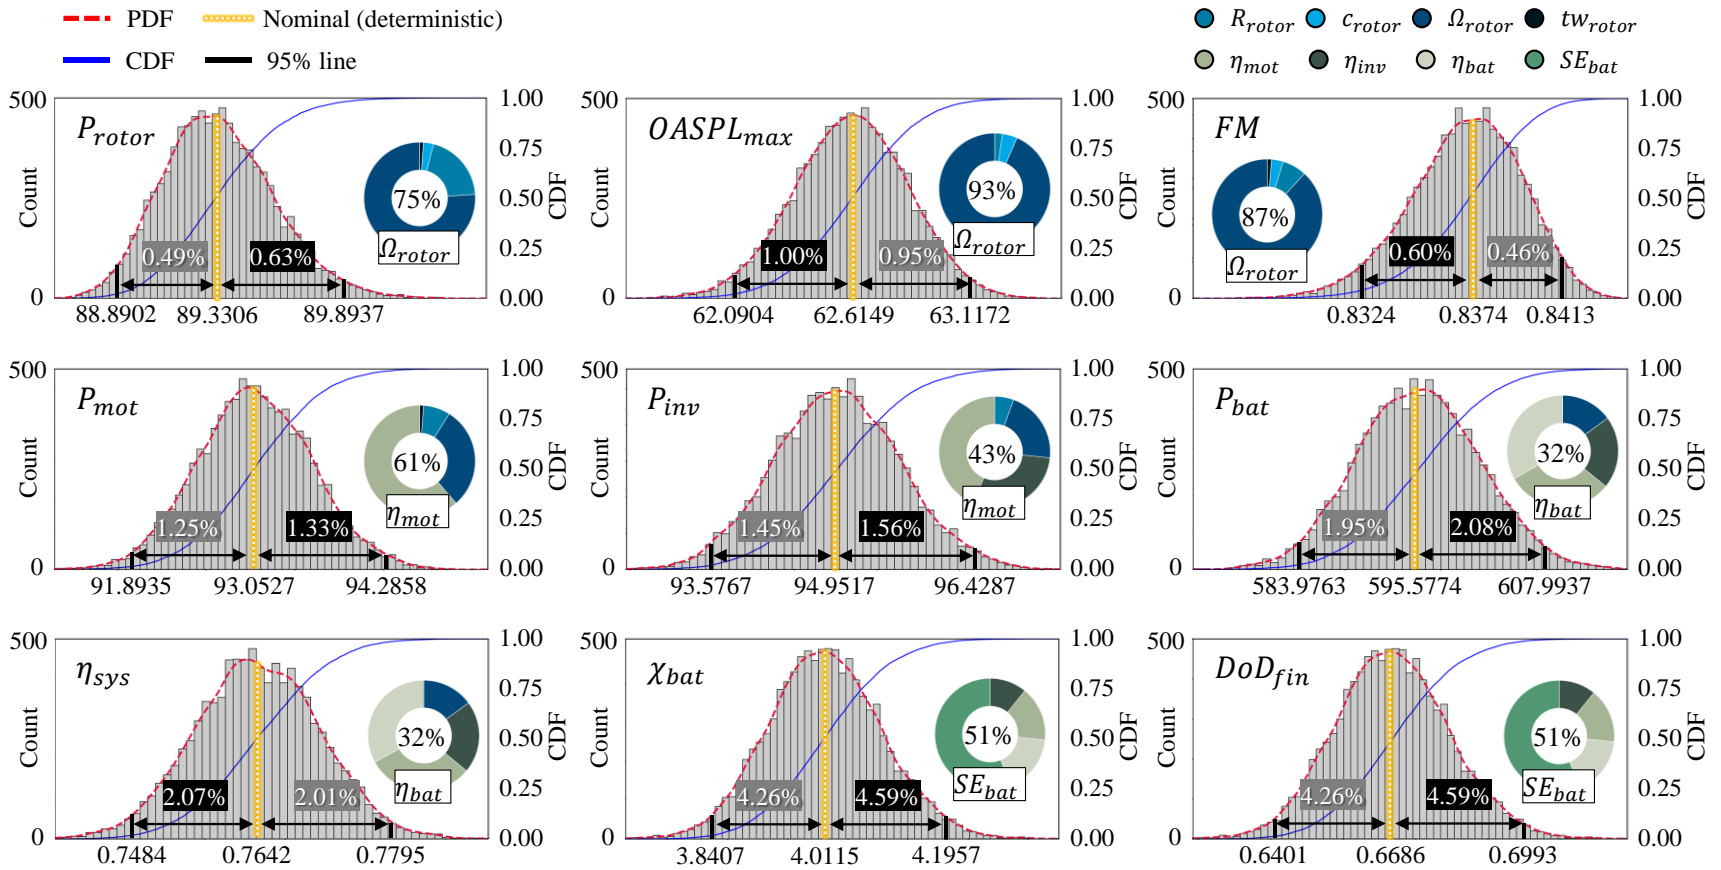 PDF
Nominal (deterministic)
CDF
95% line
R_rotor
c_rotor
Ω_rotor
tw_rotor
η_mot
η_inv
η_bat
SE_bat
500
P_rotor
1.00
0.75
75%
Count
0.50
CDF
Ω_rotor
0.49%
0.63%
0.25
0
0.00
88.8902
89.3306
89.8937
500
OASPL_max
1.00
0.75
93%
Count
0.50
CDF
Ω_rotor
1.00%
0.95%
0.25
0
0.00
62.0904
62.6149
63.1172
500
FM
1.00
0.75
87%
Count
0.50
CDF
Ω_rotor
0.60%
0.46%
0.25
0
0.00
0.8324
0.8374
0.8413
500
P_mot
1.00
0.75
61%
Count
0.50
CDF
η_mot
1.25%
1.33%
0.25
0
0.00
91.8935
93.0527
94.2858
500
P_inv
1.00
0.75
43%
Count
0.50
CDF
η_mot
1.45%
1.56%
0.25
0
0.00
93.5767
94.9517
96.4287
500
P_bat
1.00
0.75
32%
Count
0.50
CDF
η_bat
1.95%
2.08%
0.25
0
0.00
583.9763
595.5774
607.9937
500
η_sys
1.00
0.75
32%
Count
0.50
CDF
η_bat
2.07%
2.01%
0.25
0
0.00
0.7484
0.7642
0.7795
500
χ_bat
1.00
0.75
51%
Count
0.50
CDF
SE_bat
4.26%
4.59%
0.25
0
0.00
3.8407
4.0115
4.1957
500
DoD_fin
1.00
0.75
51%
Count
0.50
CDF
SE_bat
4.26%
4.59%
0.25
0
0.00
0.6401
0.6686
0.6993